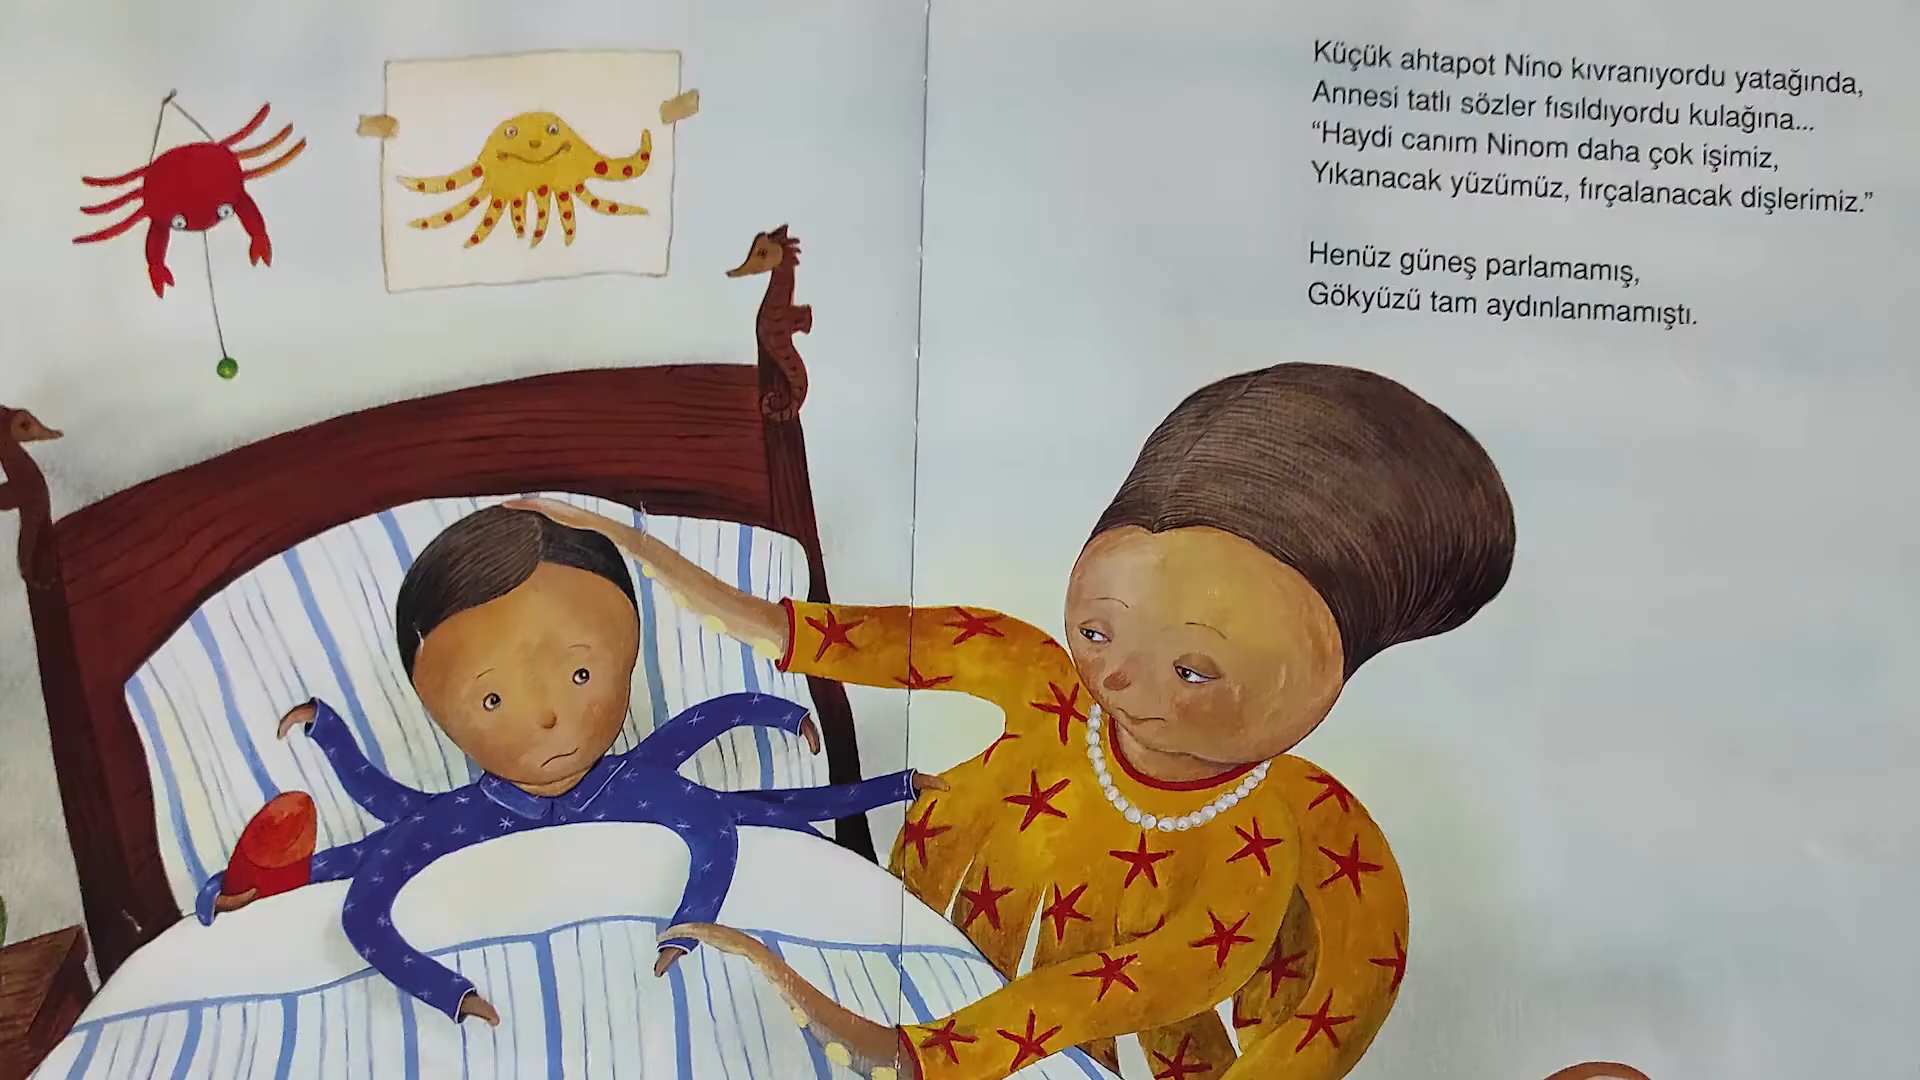 Küçük ahtapot Nino kıvranıyordu yatağında,
Annesi tatlı sözler fısıldıyordu kulağına...
“Haydi canım Ninom daha çok işimiz,
Yıkanacak yüzümüz, fırçalanacak dişlerimiz.”
Henüz güneş parlamamış,
Gökyüzü tam aydınlanmamıştı.